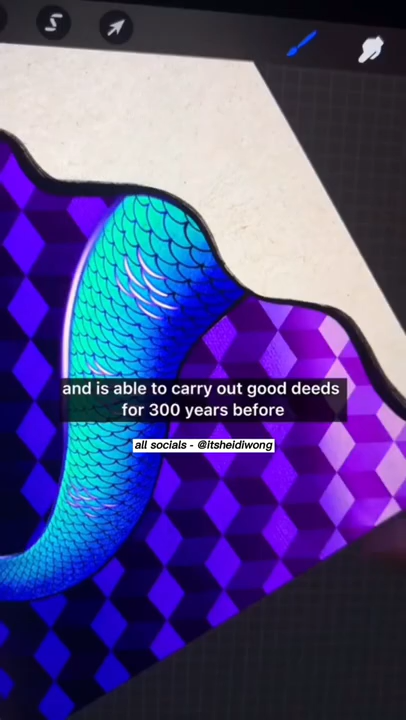 and is able to carry out good deeds
for 300 years before
all socials - @itsheidiwong